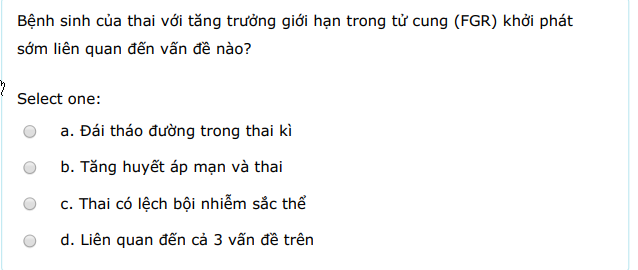 Bệnh sinh của thai với tăng trưởng giới hạn trong tử cung (FGR) khởi phát
sớm liên quan đến vấn đề nào?
Select one:
a. Đái tháo đường trong thai kì
b. Tăng huyết áp mạn và thai
c. Thai có lệch bội nhiễm sắc thể
d. Liên quan đến cả 3 vấn đề trên